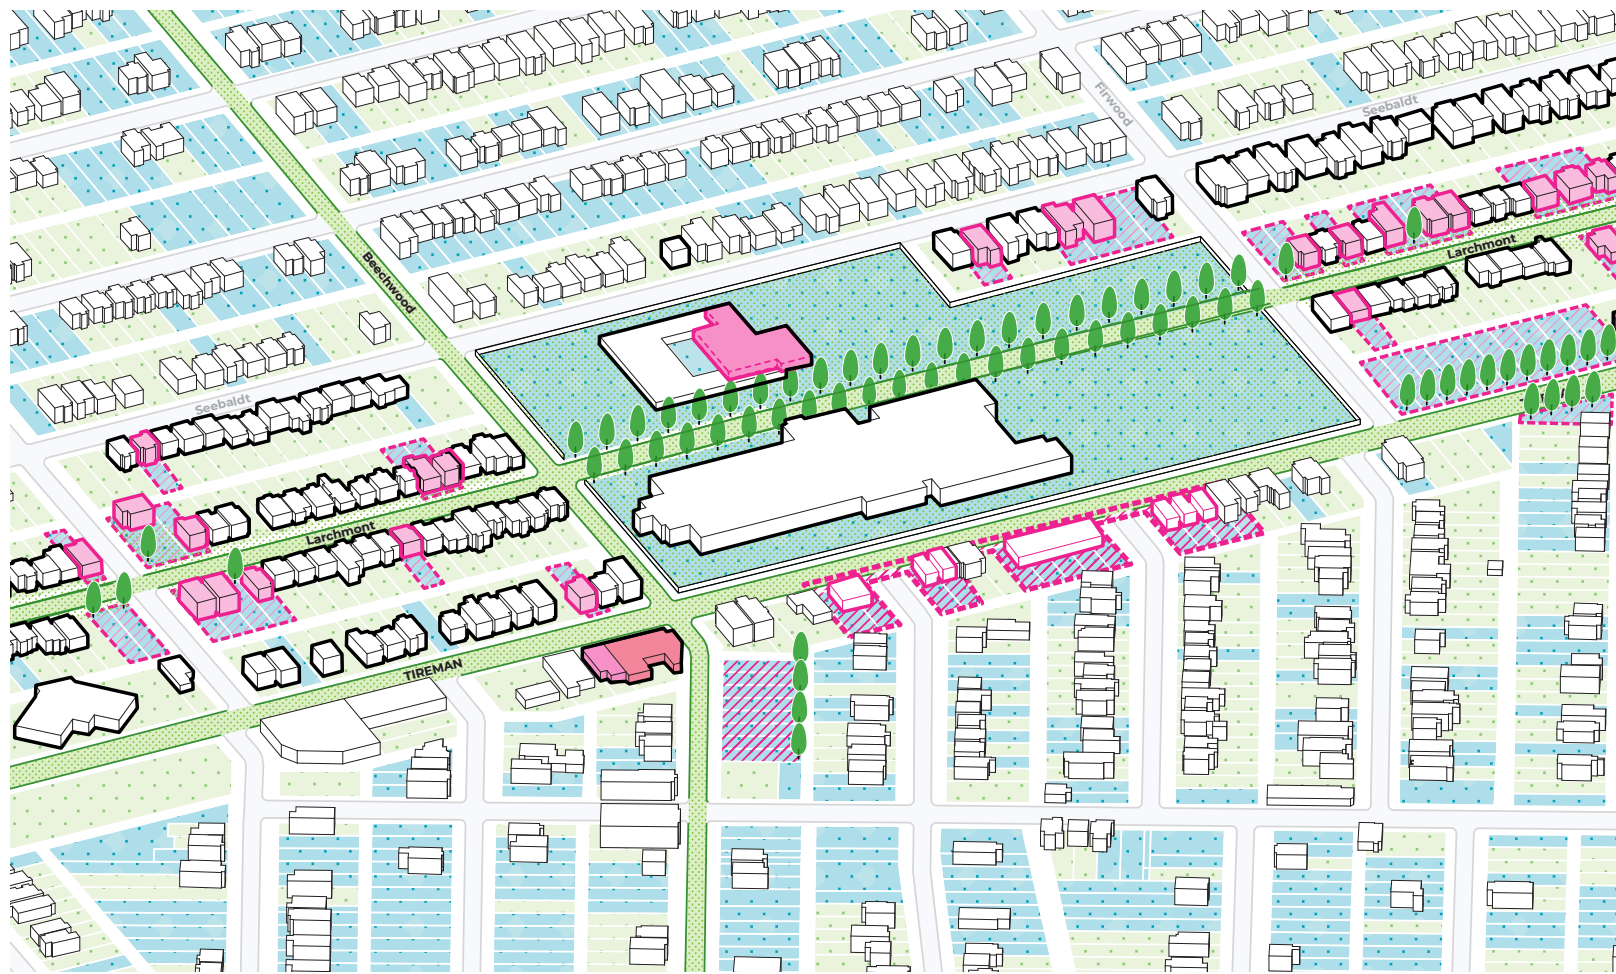 Firwood
Seebaldt
Larchmont
Beechwood
Seebaldt
Larchmont
TIREMAN